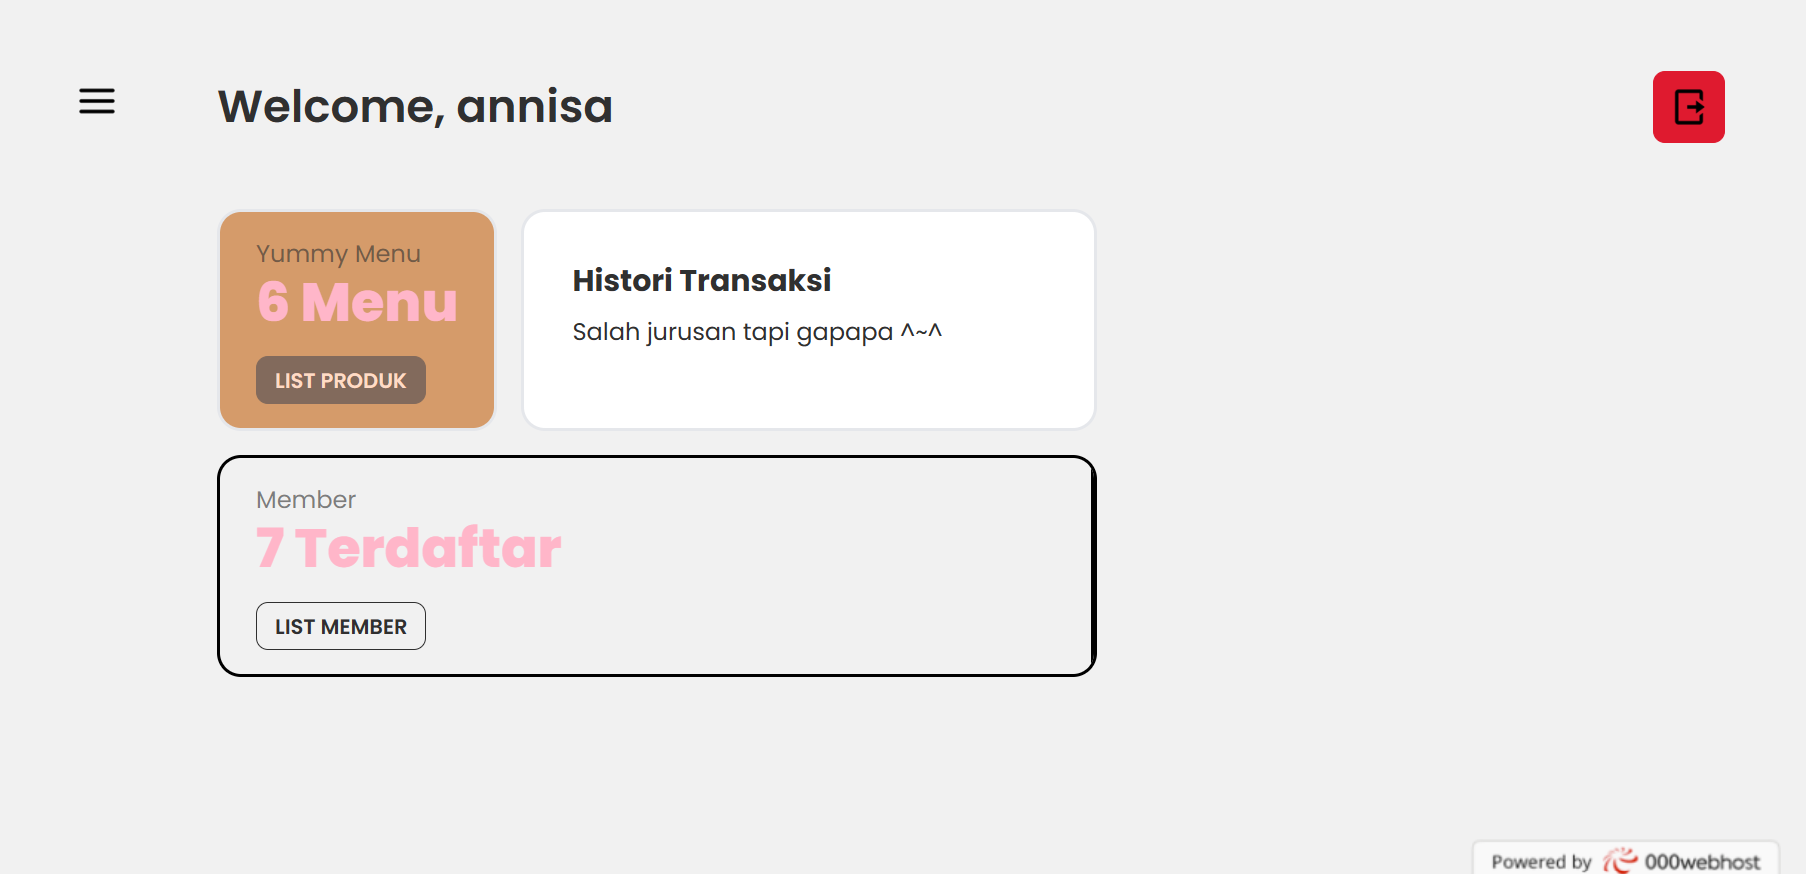 Welcome, annisa
Yummy Menu
6 Menu
LIST PRODUK
Histori Transaksi
Salah jurusan tapi gapapa ^~^
Member
7 Terdaftar
LIST MEMBER
Powered by 000webhost